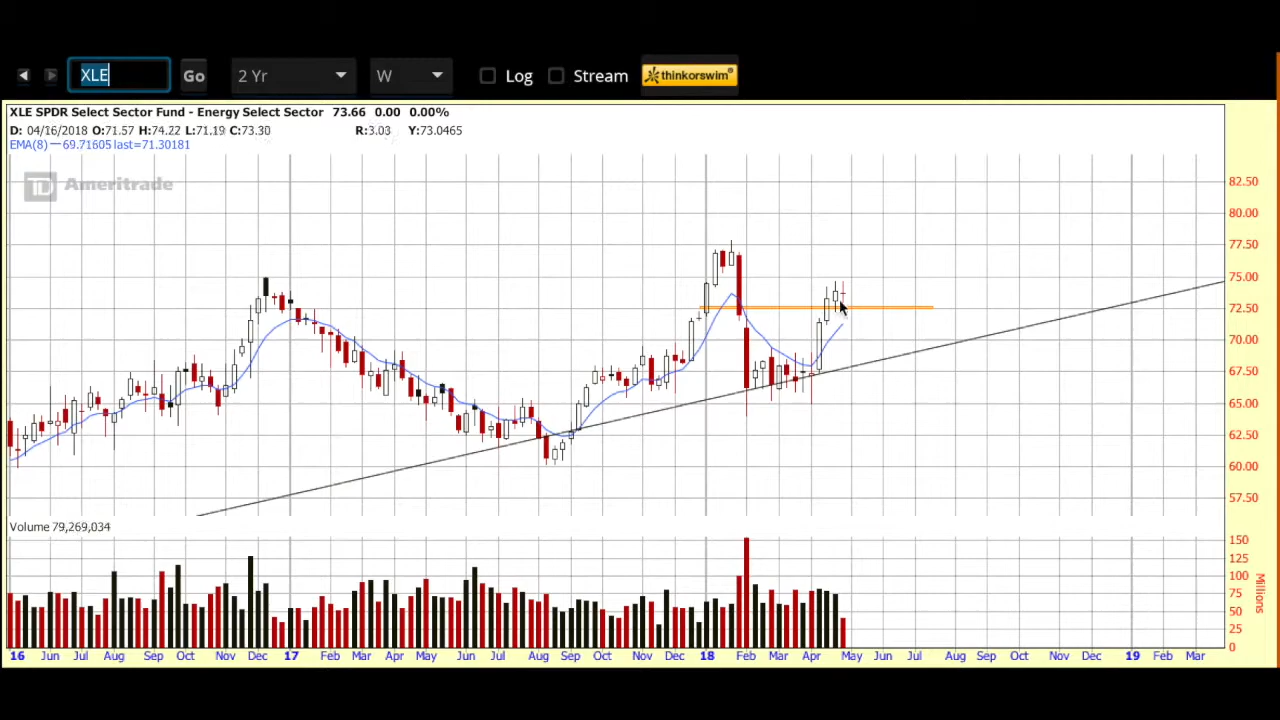 XLE Go 2 Yr W Log Stream thinkorswim®
XLE SPDR Select Sector Fund - Energy Select Sector 73.66 0.00 0.00%
D: 04/16/2018 O:71.57 H:74.22 L:71.19 C:73.30 R:3.03 Y:73.0465
EMA(8) 69.71605 last=71.30181
TD Ameritrade
82.50
80.00
77.50
75.00
72.50
70.00
67.50
65.00
62.50
60.00
57.50
Volume 79,269,034
150
125
100
75
50
25
0
Millions
16 Jun Jul Aug Sep Oct Nov Dec 17 Feb Mar Apr May Jun Jul Aug Sep Oct Nov Dec 18 Feb Mar Apr May Jun Jul Aug Sep Oct Nov Dec 19 Feb Mar